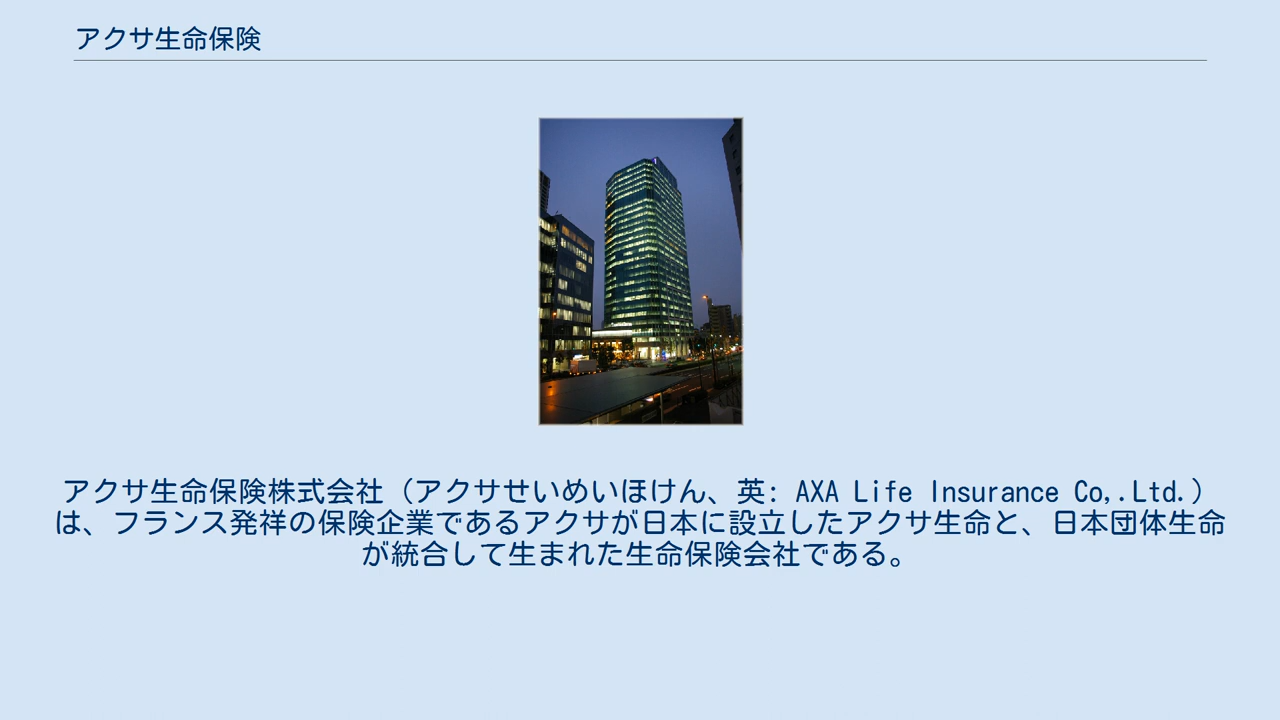 アクサ生命保険
アクサ生命保険株式会社（アクサせいめいほけん、英: AXA Life Insurance Co,.Ltd.）
は、フランス発祥の保険企業であるアクサが日本に設立したアクサ生命と、日本団体生命
が統合して生まれた生命保険会社である。